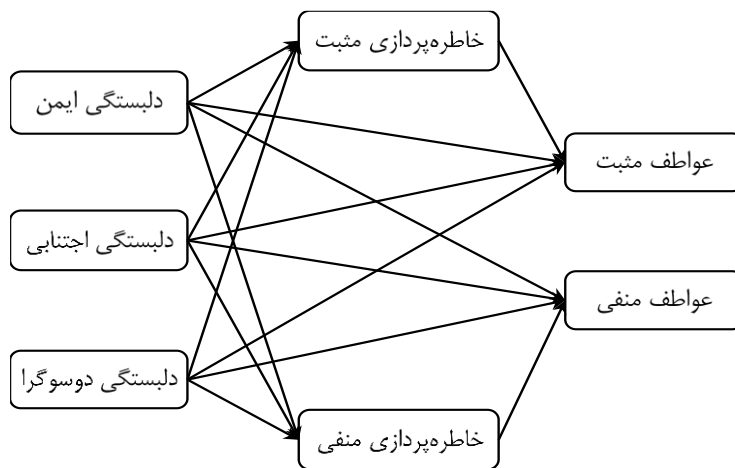 خاطره‌پردازی مثبت
دلبستگی ایمن
عواطف مثبت
دلبستگی اجتنابی
عواطف منفی
دلبستگی دوسوگرا
خاطره‌پردازی منفی